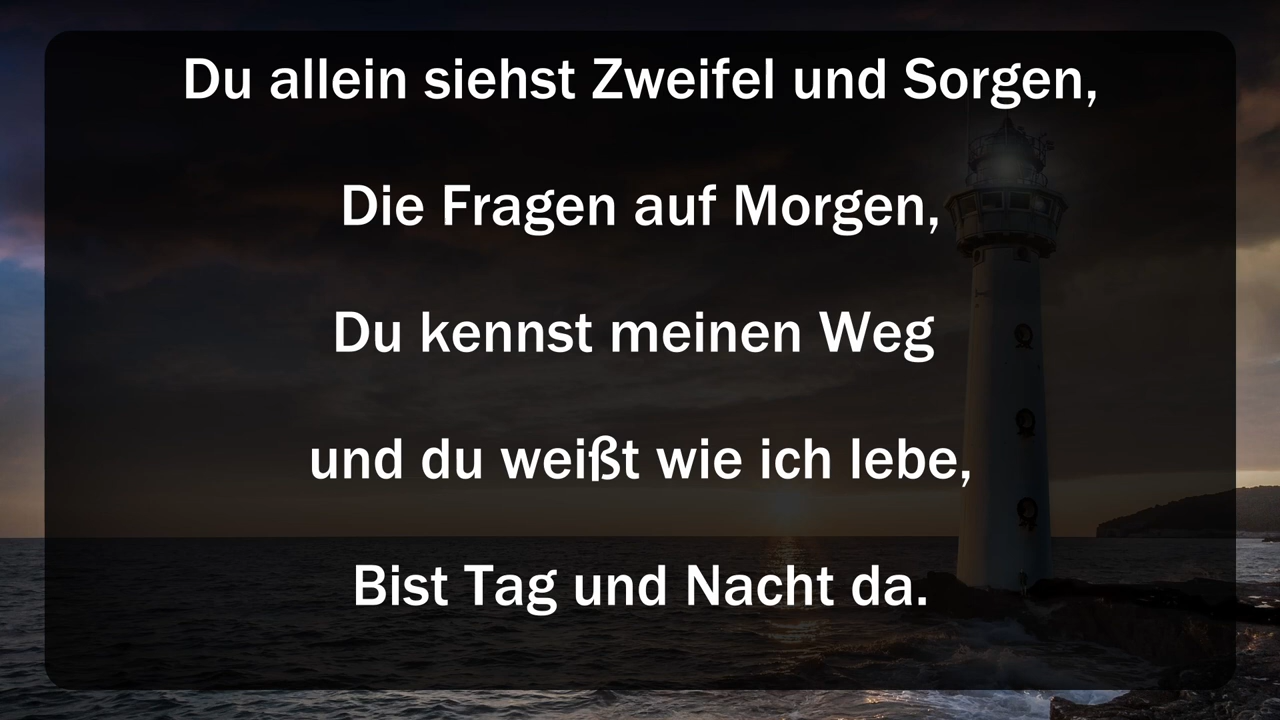 Du allein siehst Zweifel und Sorgen,
Die Fragen auf Morgen,
Du kennst meinen Weg
und du weißt wie ich lebe,
Bist Tag und Nacht da.